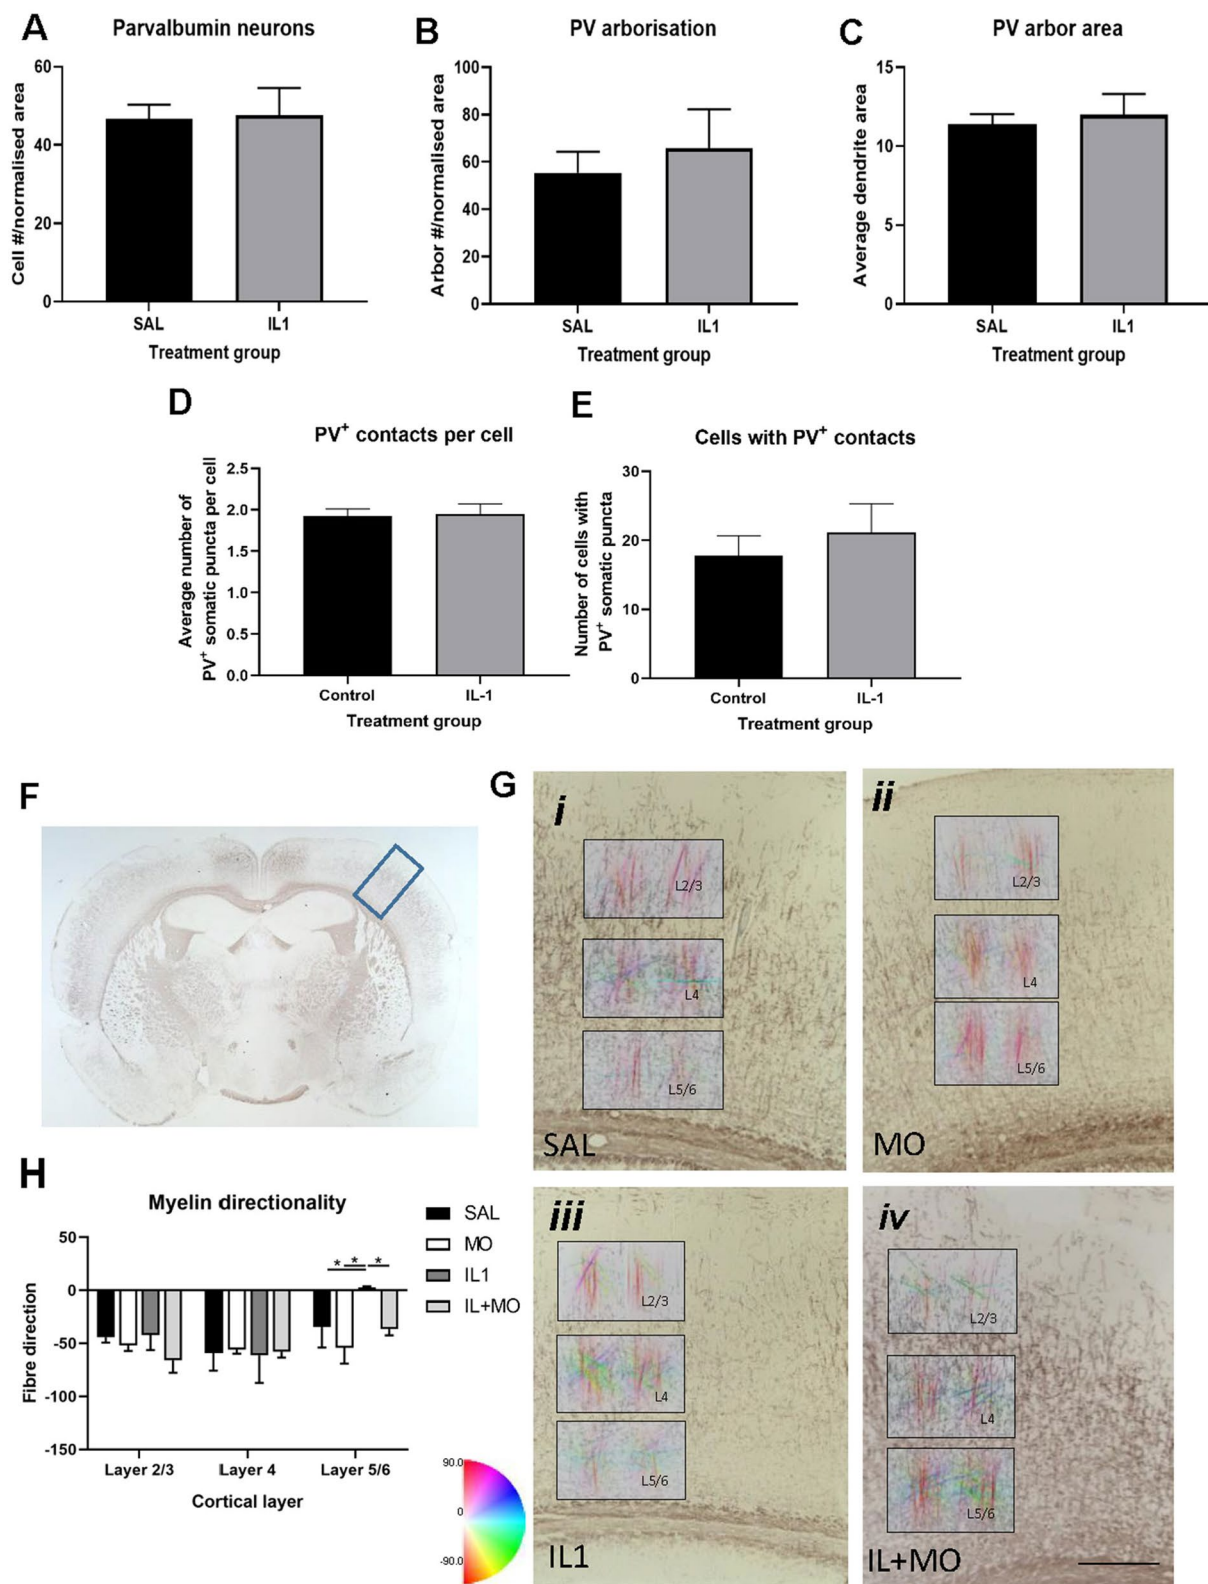 A
Parvalbumin neurons
Cell #/normalised area
60
40
20
0
SAL
IL1
Treatment group
B
PV arborisation
Arbor #/normalised area
100
80
60
40
20
0
SAL
IL1
Treatment group
C
PV arbor area
Average dendrite area
15
10
5
0
SAL
IL1
Treatment group
D
PV⁺ contacts per cell
Average number of
PV⁺ somatic puncta per cell
2.5
2.0
1.5
1.0
0.5
0.0
Control
IL-1
Treatment group
E
Cells with PV⁺ contacts
Number of cells with
PV⁺ somatic puncta
30
20
10
0
Control
IL-1
Treatment group
F
G
i
L2/3
L4
L5/6
SAL
ii
L2/3
L4
L5/6
MO
iii
L2/3
L4
L5/6
IL1
iv
L2/3
L4
L5/6
IL+MO
H
Myelin directionality
Fibre direction
50
0
-50
-100
-150
* * *
Layer 2/3
Layer 4
Layer 5/6
Cortical layer
SAL
MO
IL1
IL+MO
90.0
0
-90.0